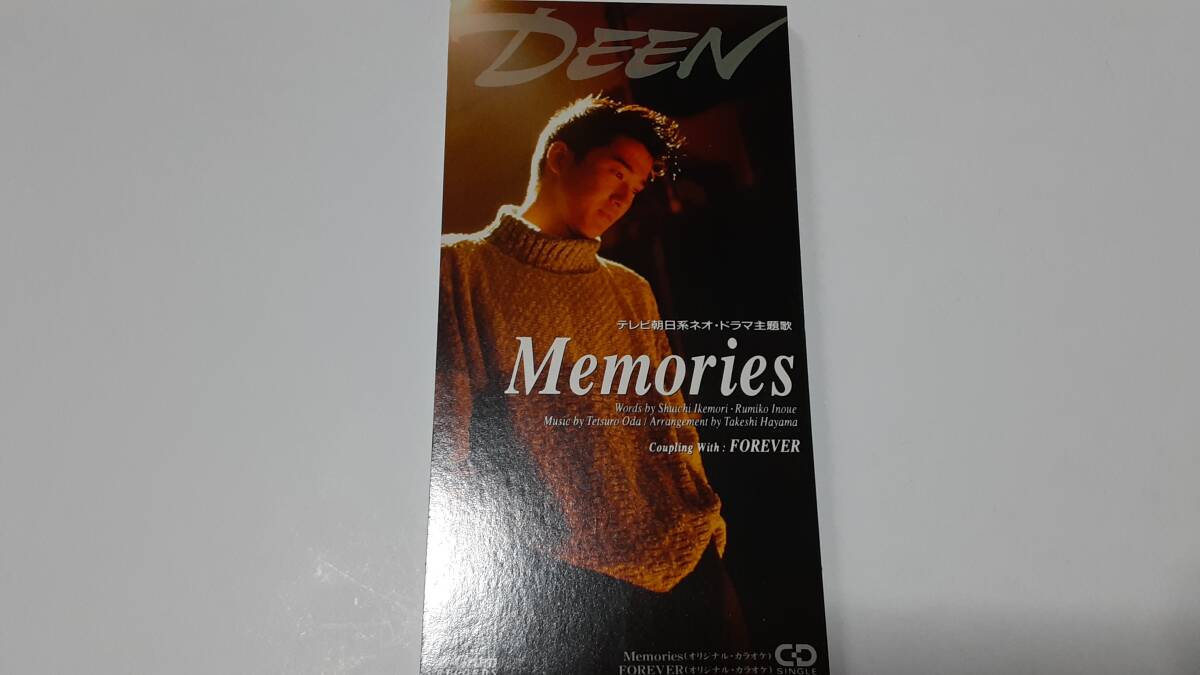 DEEN
テレビ朝日系ネオ・ドラマ主題歌
Memories
Words by Shuichi Ikemori・Rumiko Inoue
Music by Tetsuro Oda / Arrangement by Takeshi Hayama
Coupling With : FOREVER
Memories(オリジナル・カラオケ)
FOREVER(オリジナル・カラオケ)
CD
SINGLE
RECORDS